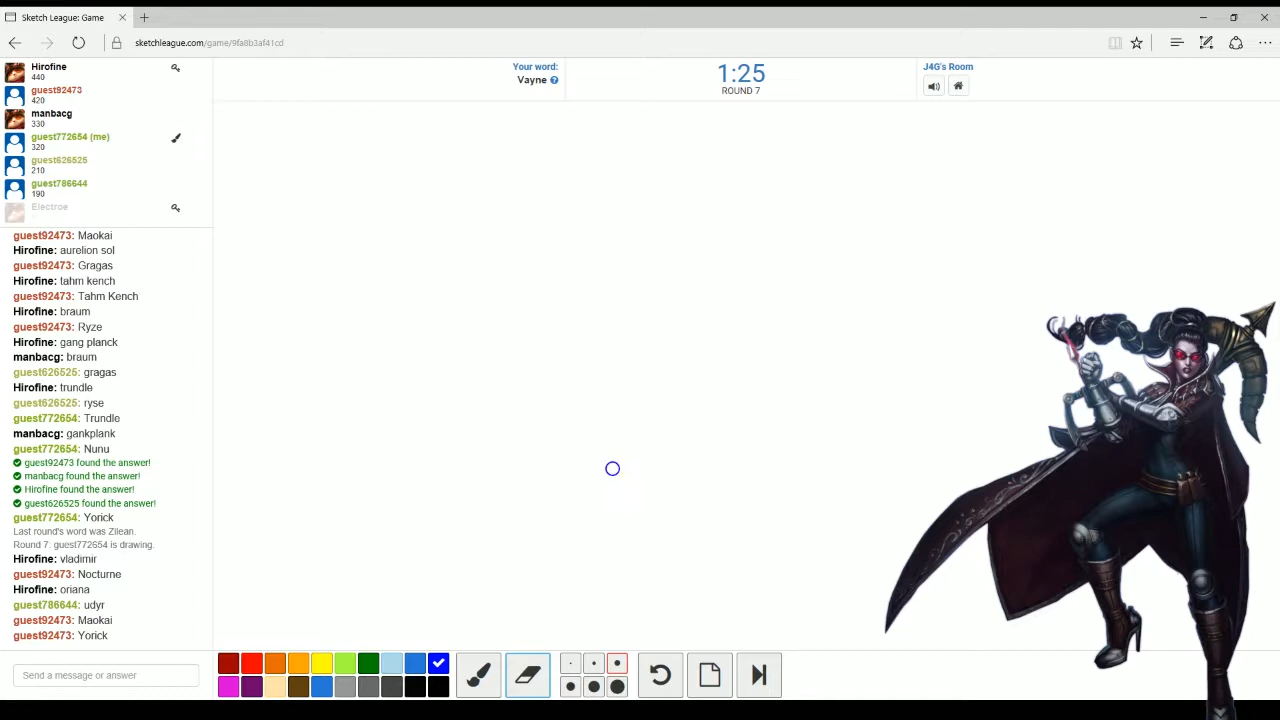 Sketch League: Game
sketchleague.com/game/9fa8b3af41cd
Hirofine
440
guest92473
420
manbacg
330
guest772654 (me)
320
guest626525
210
guest786644
190
Electroe
Your word:
Vayne
1:25
ROUND 7
J4G's Room
guest92473: Maokai
Hirofine: aurelion sol
guest92473: Gragas
Hirofine: tahm kench
guest92473: Tahm Kench
Hirofine: braum
guest92473: Ryze
Hirofine: gang planck
manbacg: braum
guest626525: gragas
Hirofine: trundle
guest626525: ryse
guest772654: Trundle
manbacg: gankplank
guest772654: Nunu
guest92473 found the answer!
manbacg found the answer!
Hirofine found the answer!
guest626525 found the answer!
guest772654: Yorick
Last round's word was Zilean.
Round 7. guest772654 is drawing.
Hirofine: vladimir
guest92473: Nocturne
Hirofine: oriana
guest786644: udyr
guest92473: Maokai
guest92473: Yorick
Send a message or answer